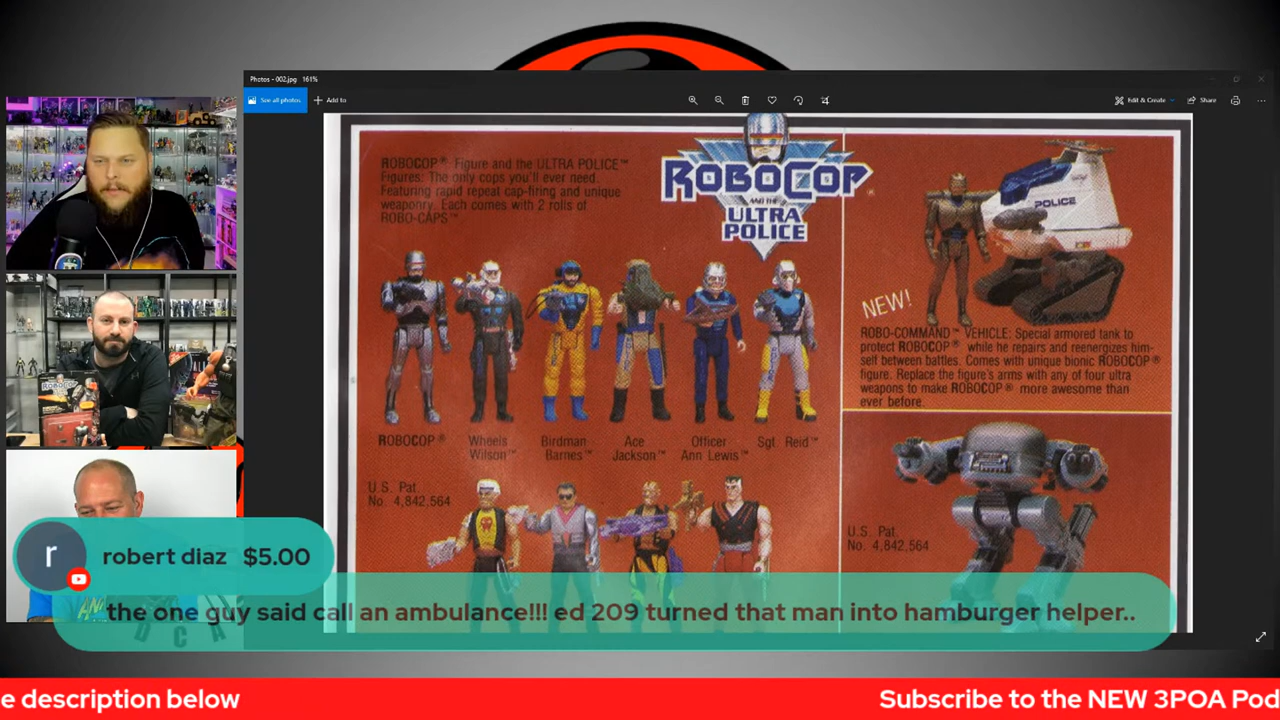 Photos - 002.jpg 161%
See all photos
Add to
Edit & Create
Share
ROBOCOP
AND THE
ULTRA
POLICE
ROBOCOP® Figure and the ULTRA POLICE™
Figures: The only cops you'll ever need.
Featuring rapid repeat cap-firing and unique
weaponry. Each comes with 2 rolls of
ROBO-CAPS™
POLICE
NEW!
ROBO-COMMAND™ VEHICLE: Special armored tank to
protect ROBOCOP® while he repairs and reenergizes him-
self between battles. Comes with unique bionic ROBOCOP®
figure. Replace the figure's arms with any of four ultra
weapons to make ROBOCOP® more awesome than
ever before.
ROBOCOP®
Wheels
Wilson™
Birdman
Barnes™
Ace
Jackson™
Officer
Ann Lewis™
Sgt. Reid™
U.S. Pat.
No. 4,842,564
U.S. Pat.
No. 4,842,564
ROBOCOP
r
robert diaz $5.00
the one guy said call an ambulance!!! ed 209 turned that man into hamburger helper..
e description below
Subscribe to the NEW 3POA Pod